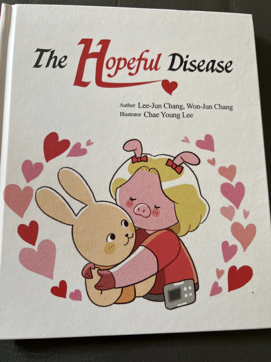 The Hopeful Disease
Author Lee-Jun Chang, Won-Jun Chang
Illustrator Chae Young Lee